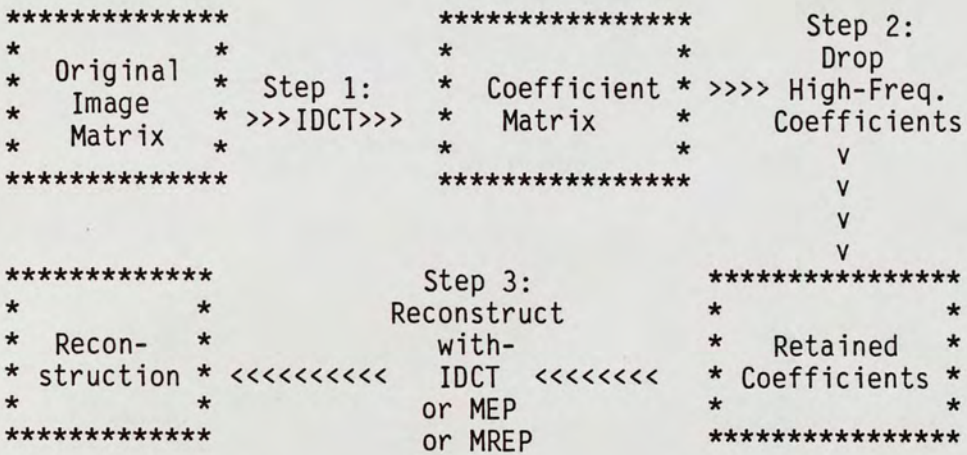 ************** **************** Step 2:
* * * * Drop
* Original * Step 1: * Coefficient * >>>> High-Freq.
* Image * >>>IDCT>>> * Matrix * Coefficients
* Matrix * * * v
************** **************** v
v
v
************* Step 3: ****************
* * Reconstruct * *
* Recon- * with- * Retained *
* struction * <<<<<<<<<< IDCT <<<<<<<< * Coefficients *
* * or MEP * *
************* or MREP ****************